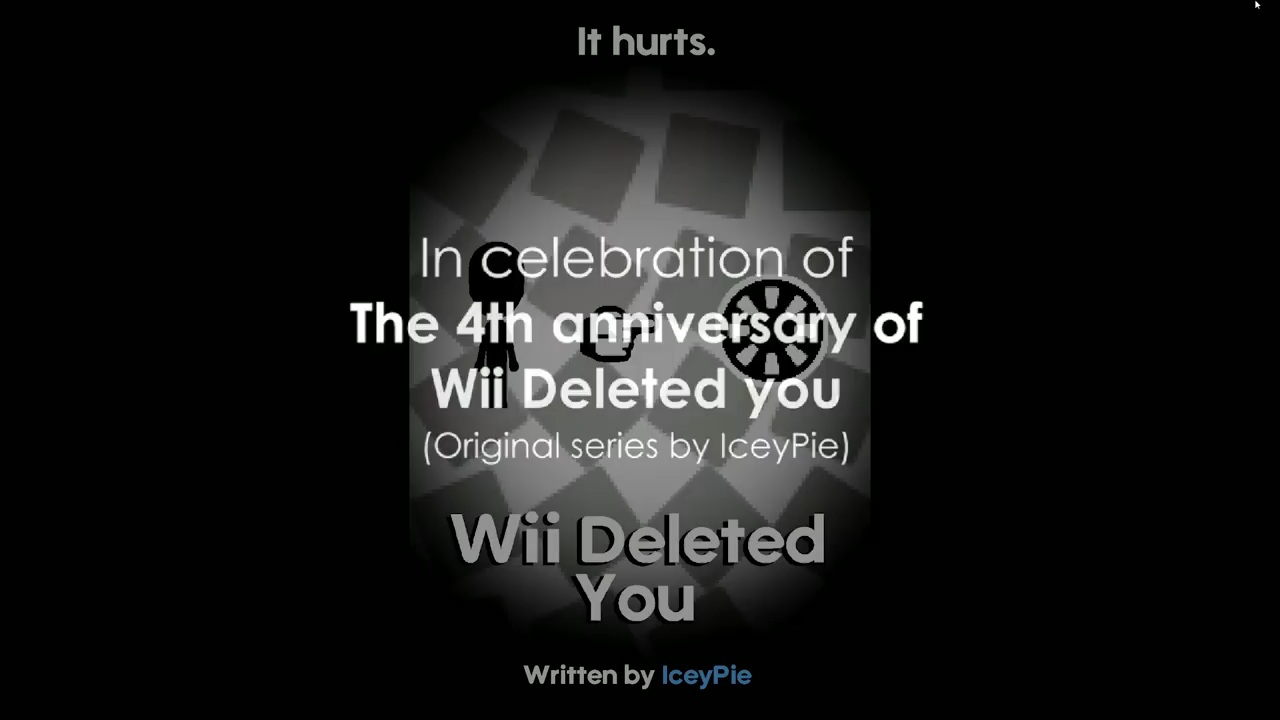 It hurts.
In celebration of
The 4th anniversary of
Wii Deleted you
(Original series by IceyPie)
Wii Deleted
You
Written by IceyPie